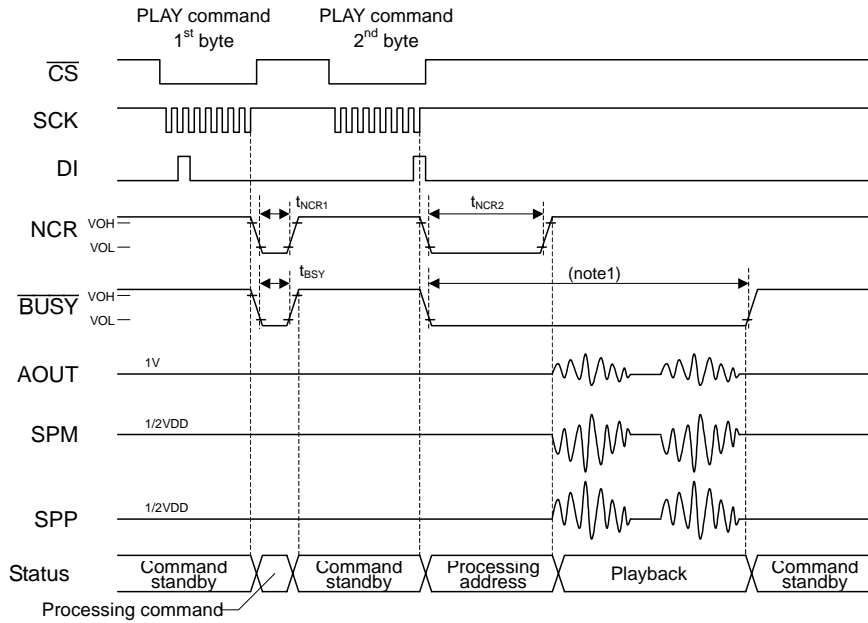 PLAY command
1st byte
PLAY command
2nd byte
CS
SCK
DI
NCR
VOH
VOL
tNCR1
tNCR2
BUSY
VOH
VOL
tBSY
(note1)
AOUT
1V
SPM
1/2VDD
SPP
1/2VDD
Status
Command
standby
Command
standby
Processing
address
Playback
Command
standby
Processing command